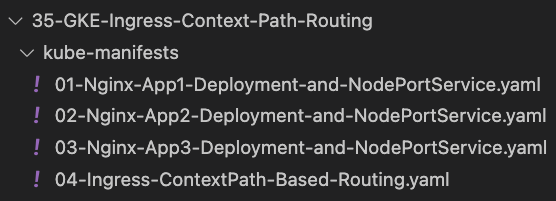 35-GKE-Ingress-Context-Path-Routing
kube-manifests
! 01-Nginx-App1-Deployment-and-NodePortService.yaml
! 02-Nginx-App2-Deployment-and-NodePortService.yaml
! 03-Nginx-App3-Deployment-and-NodePortService.yaml
! 04-Ingress-ContextPath-Based-Routing.yaml